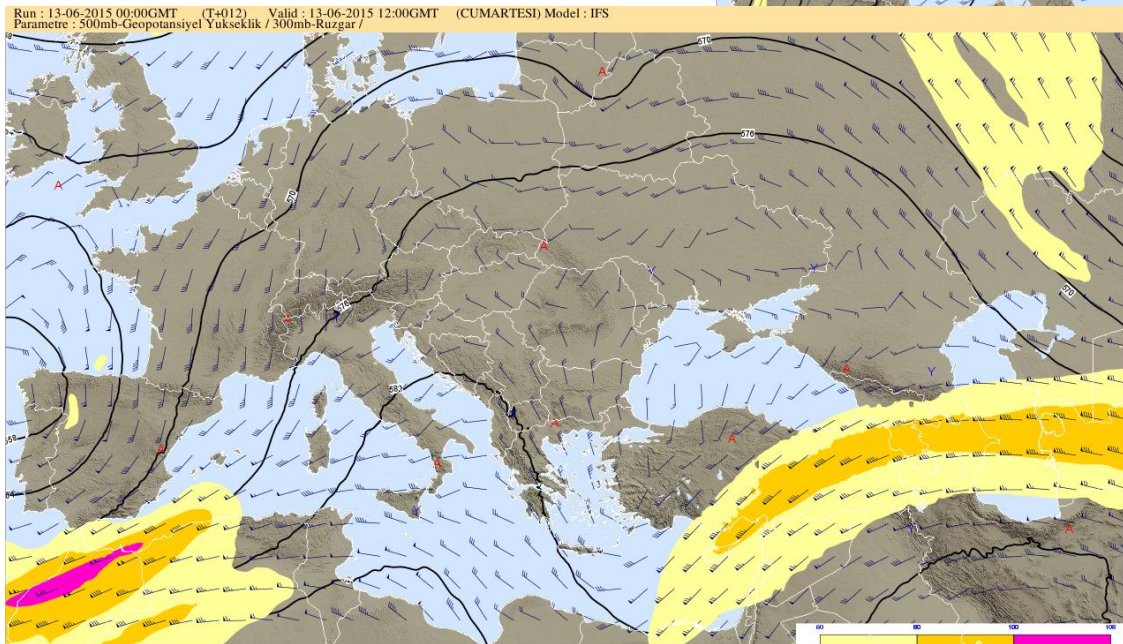 Run : 13-06-2015 00:00GMT (T+012) Valid : 13-06-2015 12:00GMT (CUMARTESI) Model : IFS
Parametre : 500mb-Geopotansiyel Yukseklik / 300mb-Ruzgar /
570
A
576
A
570
A
Y
Y
570
576
A
Y
582
A
A
A
A
A
Y
60 80 100 108